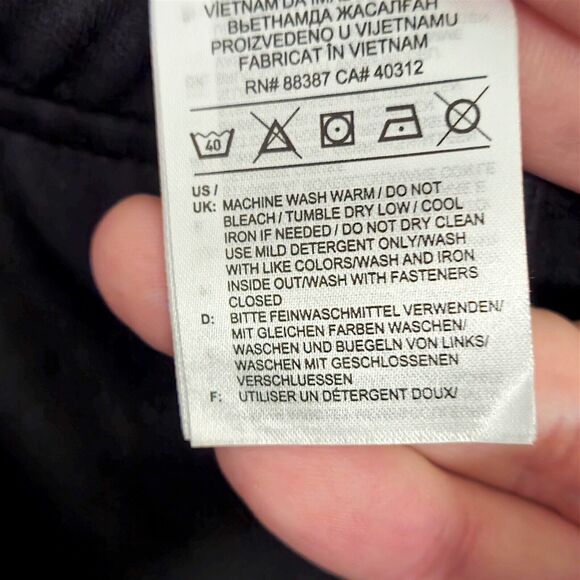 ВЬЕТНАМДА ЖАСАЛҒАН
PROIZVEDENO U VIJETNAMU
FABRICAT ÎN VIETNAM
RN# 88387 CA# 40312
40
US /
UK: MACHINE WASH WARM / DO NOT
BLEACH / TUMBLE DRY LOW / COOL
IRON IF NEEDED / DO NOT DRY CLEAN
USE MILD DETERGENT ONLY/WASH
WITH LIKE COLORS/WASH AND IRON
INSIDE OUT/WASH WITH FASTENERS
CLOSED
D: BITTE FEINWASCHMITTEL VERWENDEN/
MIT GLEICHEN FARBEN WASCHEN/
WASCHEN UND BUEGELN VON LINKS/
WASCHEN MIT GESCHLOSSENEN
VERSCHLUESSEN
F: UTILISER UN DÉTERGENT DOUX/